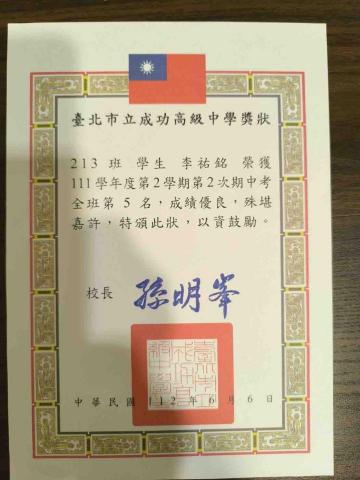 臺北市立成功高級中學獎狀
213 班 學生 李祐銘 榮獲
111學年度第2學期第2次期中考
全班第 5 名，成績優良，殊堪
嘉許，特頒此狀，以資鼓勵。
校長 孫明峯
中華民國 112 年 6 月 6 日